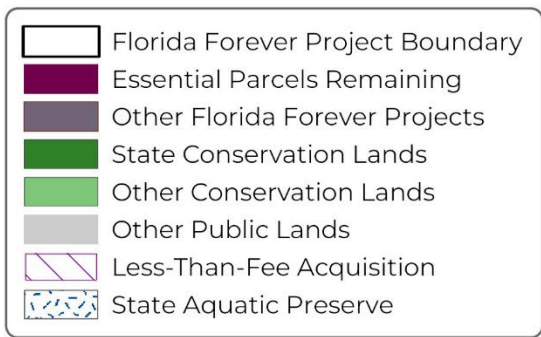 Florida Forever Project Boundary
Essential Parcels Remaining
Other Florida Forever Projects
State Conservation Lands
Other Conservation Lands
Other Public Lands
Less-Than-Fee Acquisition
State Aquatic Preserve